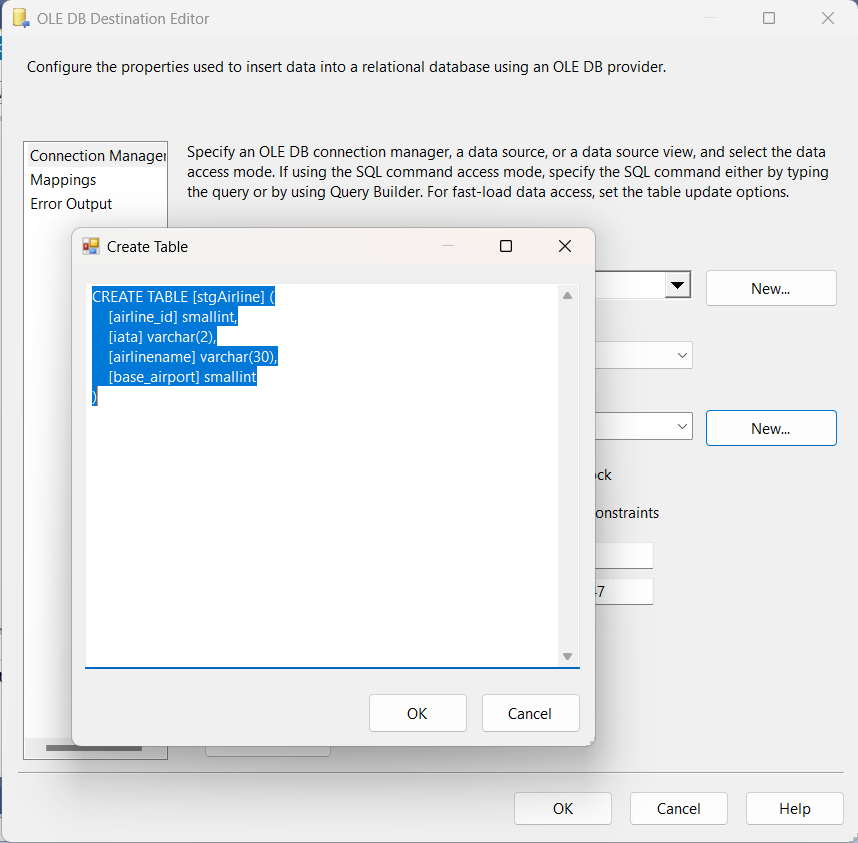 OLE DB Destination Editor
Configure the properties used to insert data into a relational database using an OLE DB provider.
Connection Manager
Mappings
Error Output
Specify an OLE DB connection manager, a data source, or a data source view, and select the data
access mode. If using the SQL command access mode, specify the SQL command either by typing
the query or by using Query Builder. For fast-load data access, set the table update options.
Create Table
CREATE TABLE [stgAirline] (
[airline_id] smallint,
[iata] varchar(2),
[airlinename] varchar(30),
[base_airport] smallint
)
New...
New...
OK
Cancel
OK
Cancel
Help